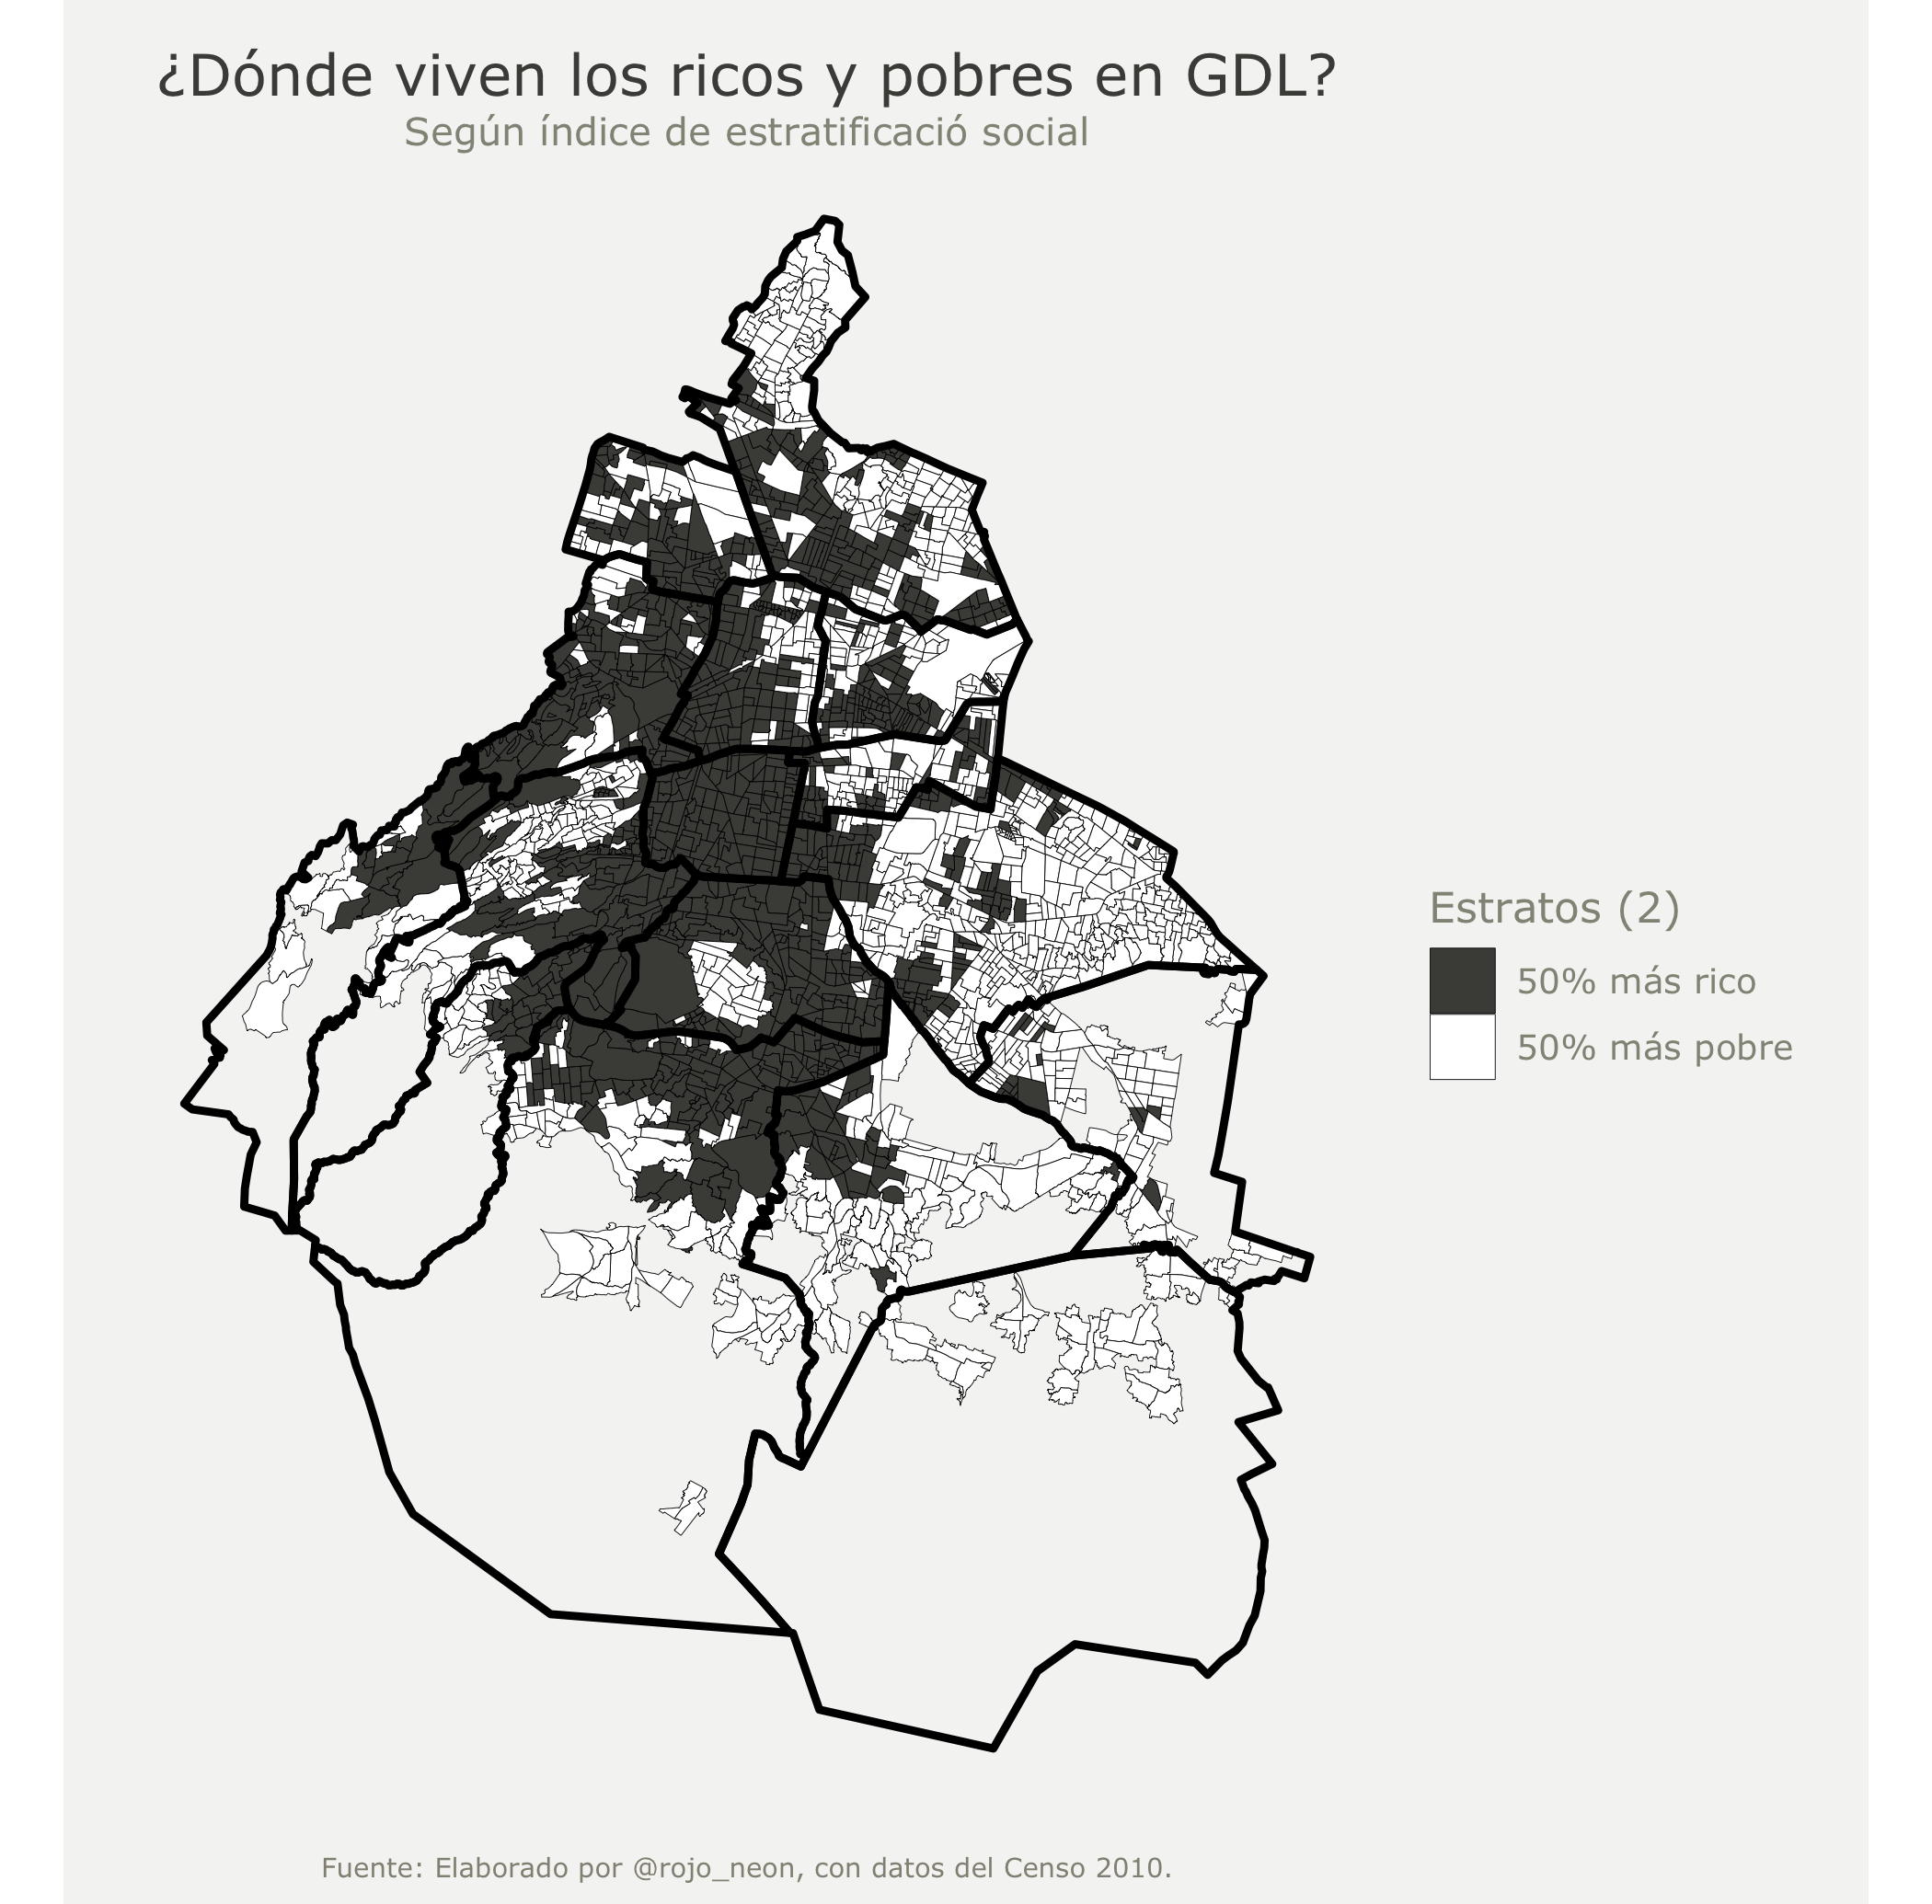 ¿Dónde viven los ricos y pobres en GDL?
Según índice de estratificació social
Estratos (2)
50% más rico
50% más pobre
Fuente: Elaborado por @rojo_neon, con datos del Censo 2010.